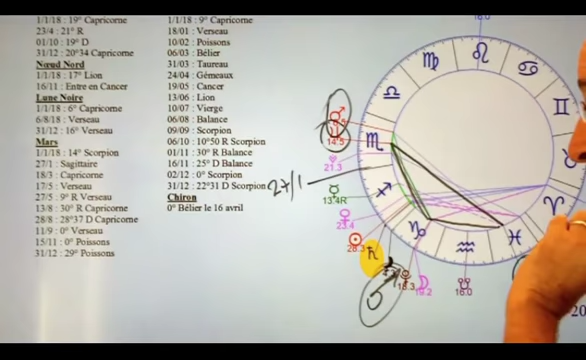 1/1/18 : 19° Capricorne
23/4 : 21° R
01/10 : 19° D
31/12 : 20°34 Capricorne
Nœud Nord
1/1/18 : 17° Lion
16/11 : Entre en Cancer
Lune Noire
1/1/18 : 6° Capricorne
6/8/18 : Verseau
31/12 : 16° Verseau
Mars
1/1/18 : 14° Scorpion
27/1 : Sagittaire
18/3 : Capricorne
17/5 : Verseau
27/5 : 9° R Verseau
13/8 : 30° R Capricorne
28/8 : 28°37 D Capricorne
11/9 : 0° Verseau
15/11 : 0° Poissons
31/12 : 29° Poissons
1/1/18 : 9° Capricorne
18/01 : Verseau
10/02 : Poissons
06/03 : Bélier
31/03 : Taureau
24/04 : Gémeaux
19/05 : Cancer
13/06 : Lion
10/07 : Vierge
06/08 : Balance
09/09 : Scorpion
06/10 : 10°50 R Scorpion
01/11 : 30° R Balance
16/11 : 25° D Balance
02/12 : 0° Scorpion
31/12 : 22°31 D Scorpion
Chiron
0° Bélier le 16 avril
16.0
14.5
21.3
27/1
13.4R
23.4
28.3
18.3
19.2
16.0
20